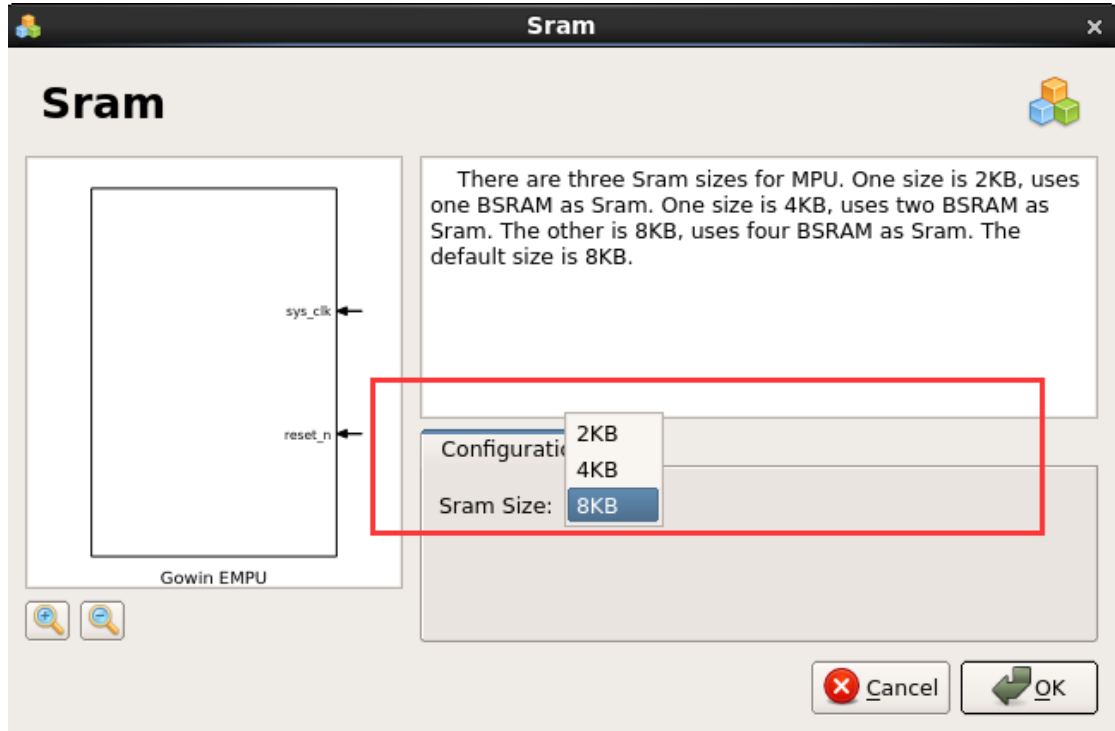 Sram
Sram
There are three Sram sizes for MPU. One size is 2KB, uses
one BSRAM as Sram. One size is 4KB, uses two BSRAM as
Sram. The other is 8KB, uses four BSRAM as Sram. The
default size is 8KB.
sys_clk
reset_n
Gowin EMPU
Configuratio
2KB
4KB
Sram Size: 8KB
Cancel
OK